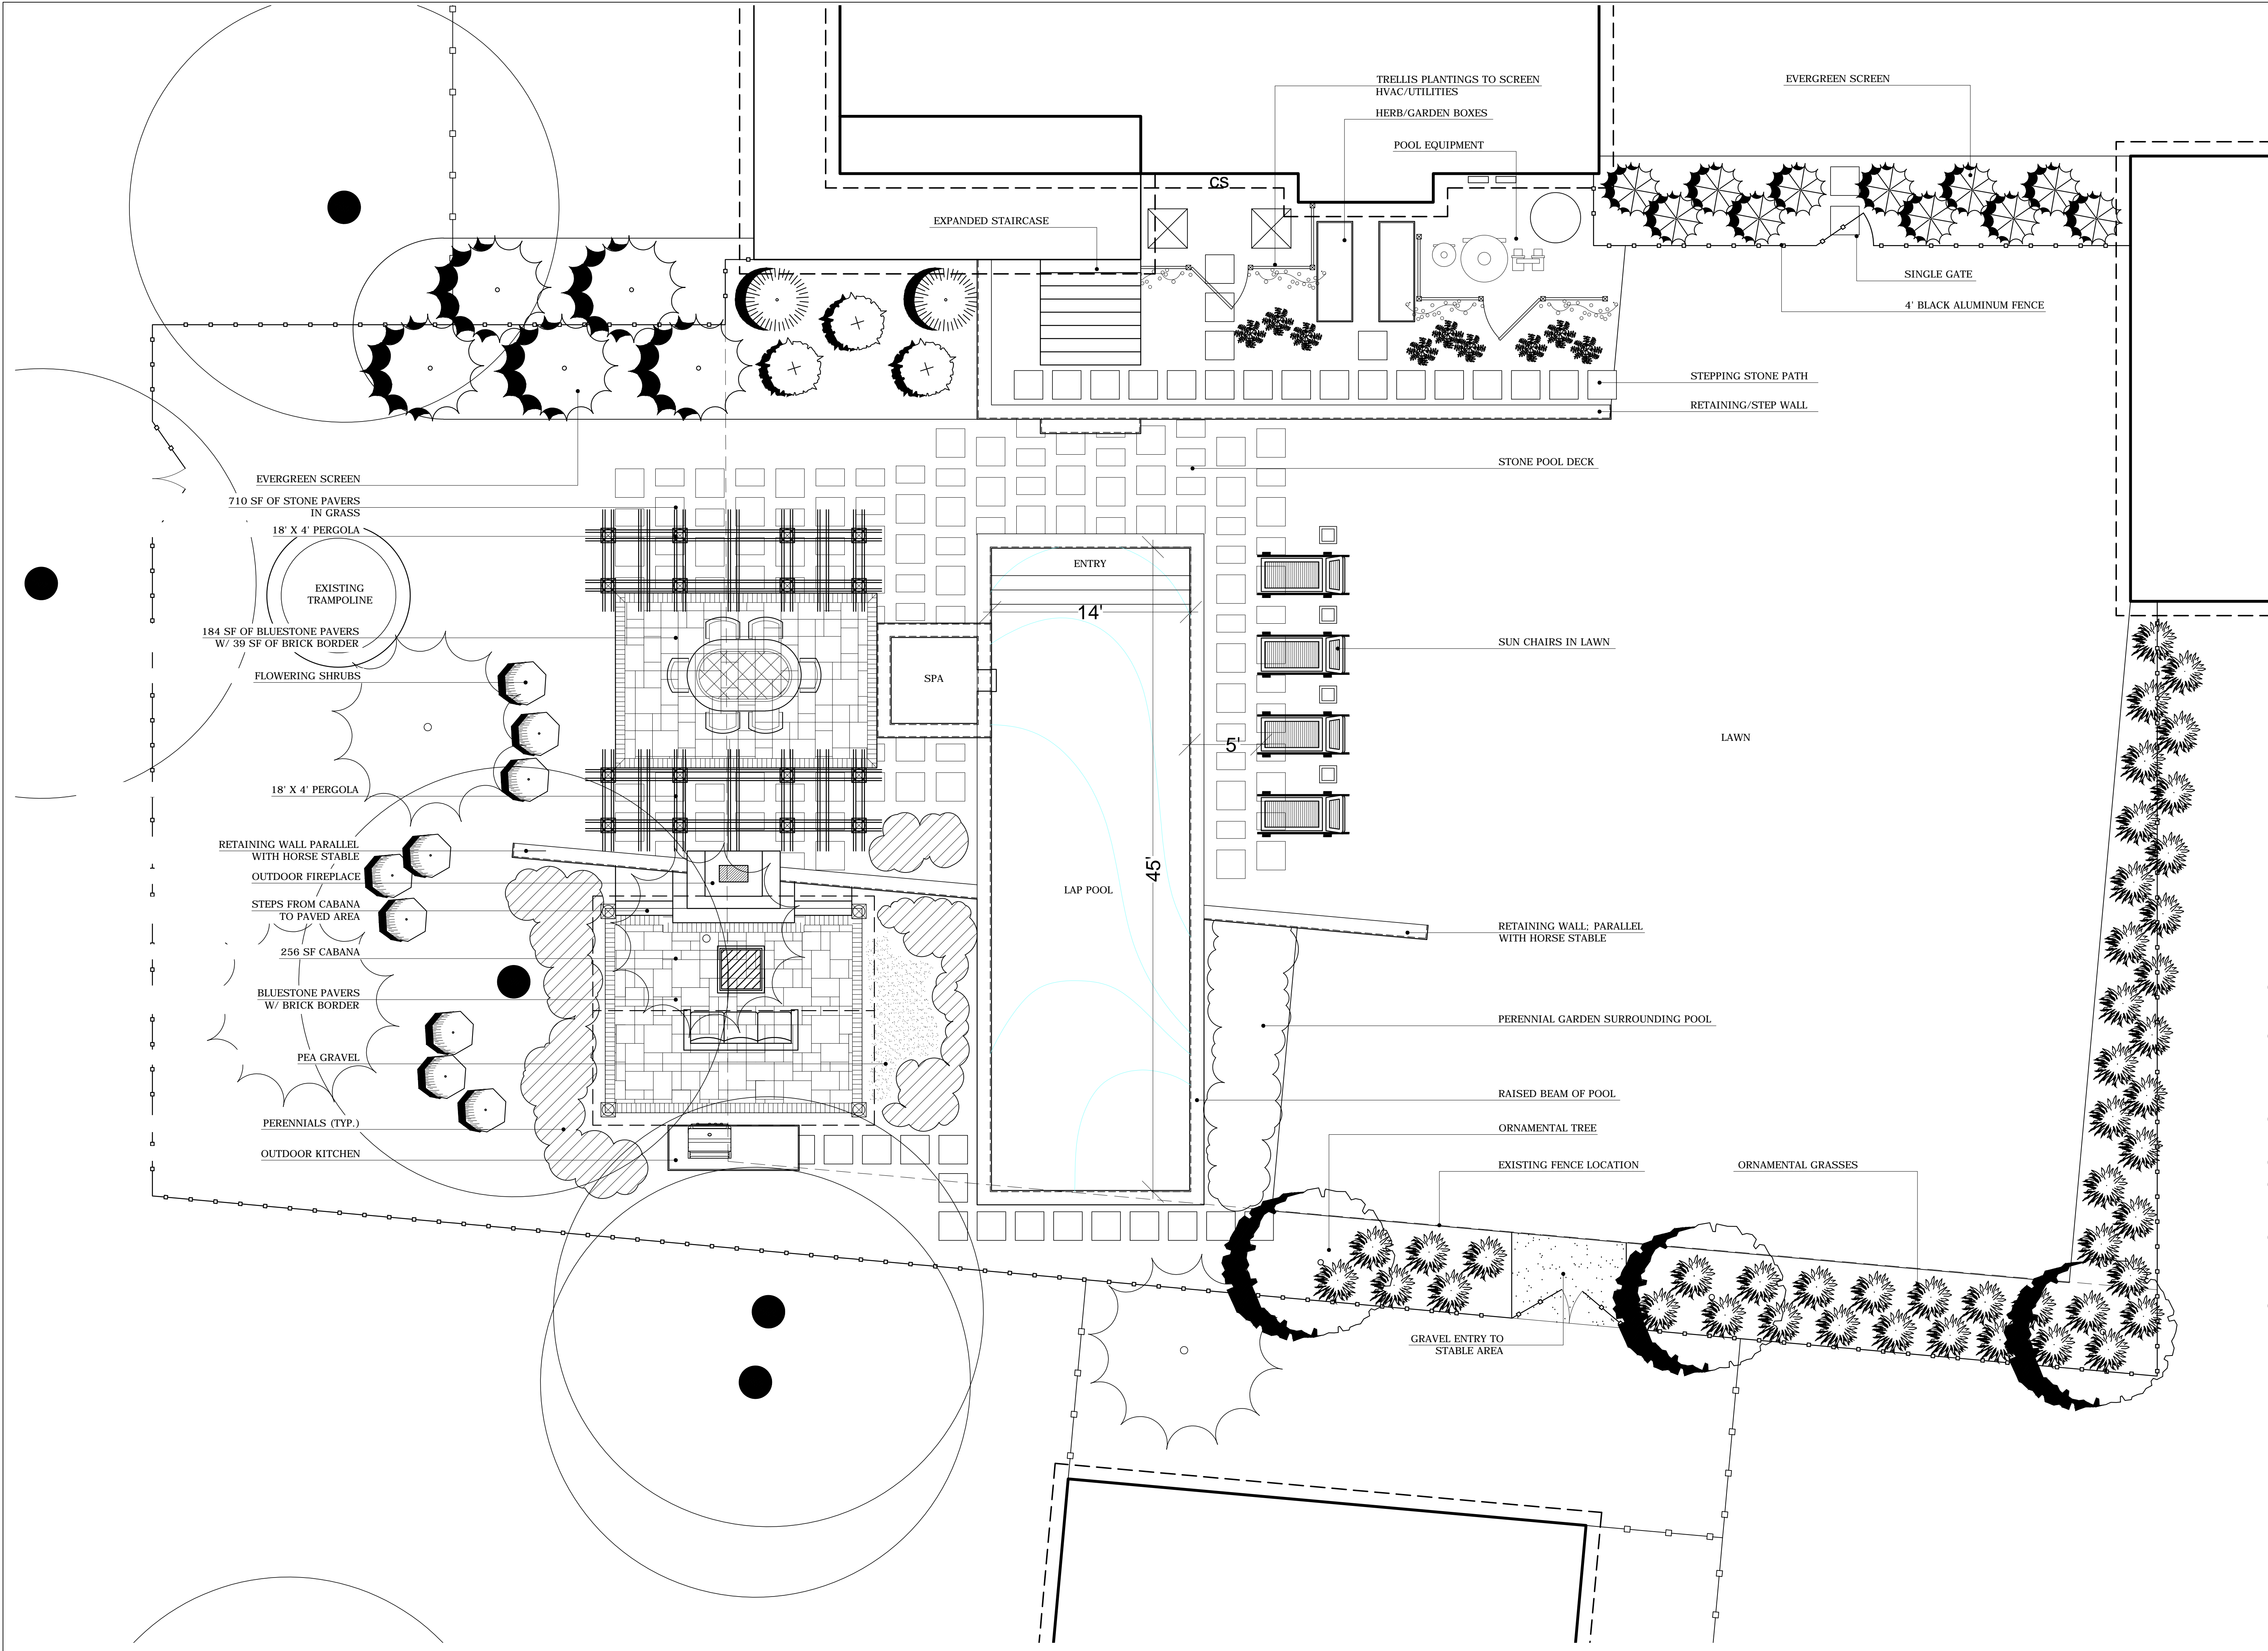 TRELLIS PLANTINGS TO SCREEN
HVAC/UTILITIES
HERB/GARDEN BOXES
POOL EQUIPMENT
EVERGREEN SCREEN
CS
EXPANDED STAIRCASE
SINGLE GATE
4' BLACK ALUMINUM FENCE
STEPPING STONE PATH
RETAINING/STEP WALL
STONE POOL DECK
EVERGREEN SCREEN
710 SF OF STONE PAVERS
IN GRASS
18' X 4' PERGOLA
EXISTING
TRAMPOLINE
184 SF OF BLUESTONE PAVERS
W/ 39 SF OF BRICK BORDER
FLOWERING SHRUBS
ENTRY
14'
SPA
SUN CHAIRS IN LAWN
5'
LAWN
18' X 4' PERGOLA
RETAINING WALL PARALLEL
WITH HORSE STABLE
OUTDOOR FIREPLACE
STEPS FROM CABANA
TO PAVED AREA
256 SF CABANA
BLUESTONE PAVERS
W/ BRICK BORDER
PEA GRAVEL
PERENNIALS (TYP.)
OUTDOOR KITCHEN
45'
LAP POOL
RETAINING WALL; PARALLEL
WITH HORSE STABLE
PERENNIAL GARDEN SURROUNDING POOL
RAISED BEAM OF POOL
ORNAMENTAL TREE
EXISTING FENCE LOCATION
ORNAMENTAL GRASSES
GRAVEL ENTRY TO
STABLE AREA